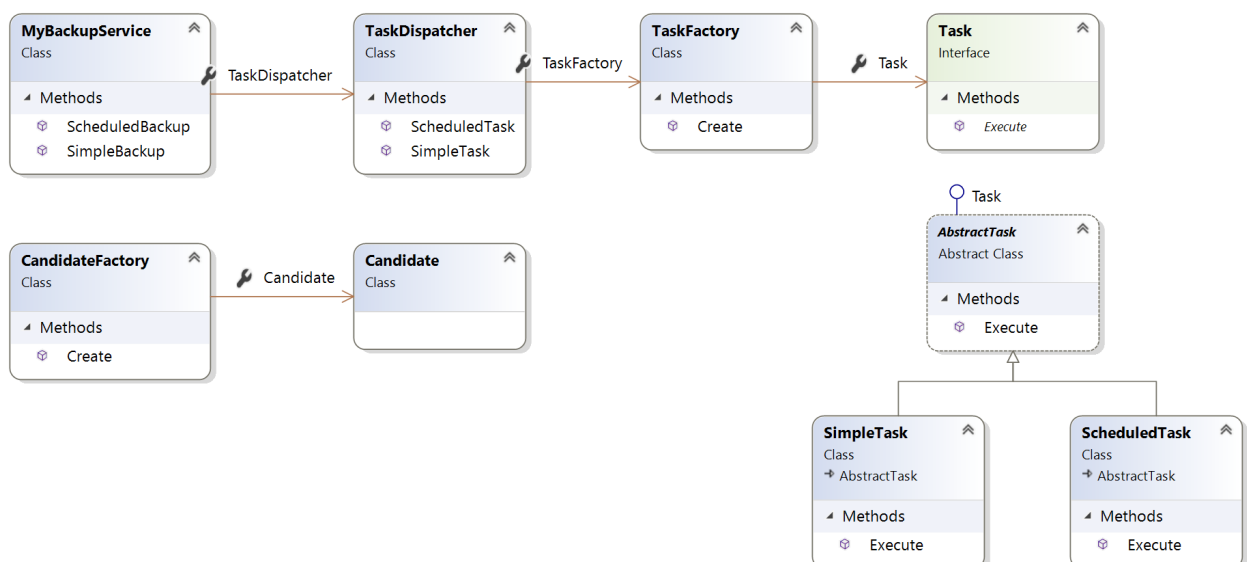 MyBackupService
Class
Methods
ScheduledBackup
SimpleBackup
TaskDispatcher
TaskDispatcher
Class
Methods
ScheduledTask
SimpleTask
TaskFactory
TaskFactory
Class
Methods
Create
Task
Task
Interface
Methods
Execute
CandidateFactory
Class
Methods
Create
Candidate
Candidate
Class
Task
AbstractTask
Abstract Class
Methods
Execute
SimpleTask
Class
AbstractTask
Methods
Execute
ScheduledTask
Class
AbstractTask
Methods
Execute